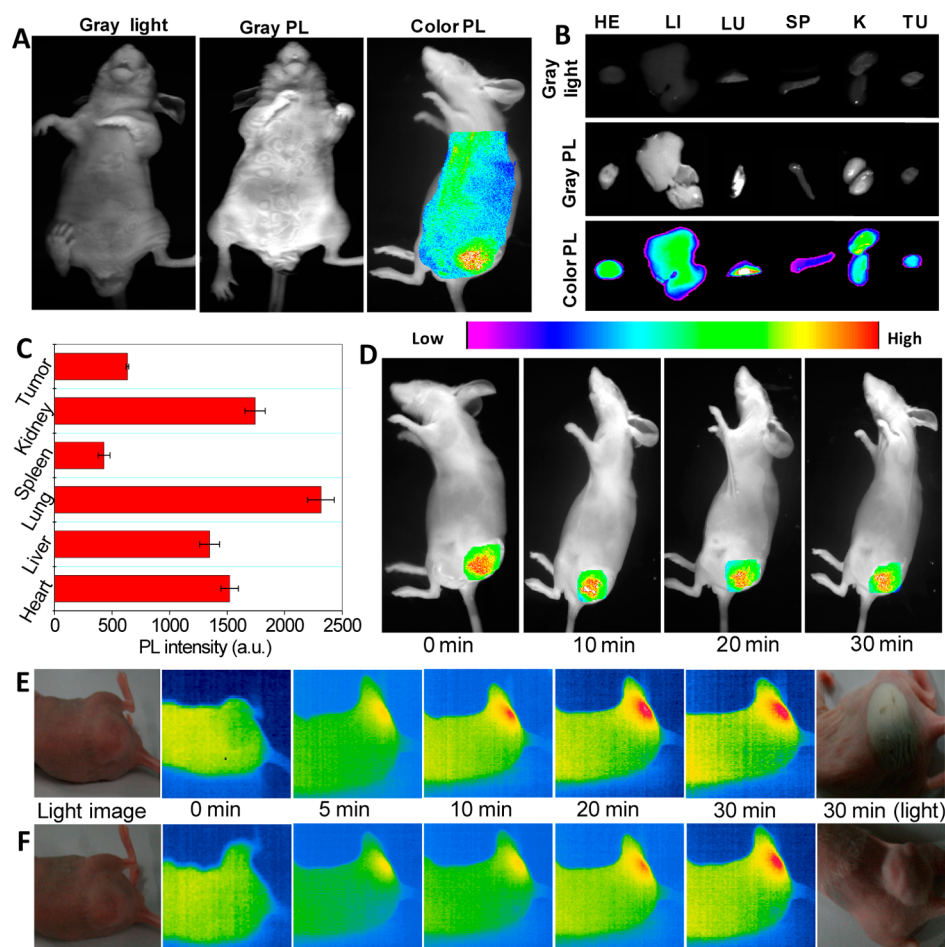 A
Gray light
Gray PL
Color PL
B
HE LI LU SP K TU
Gray light
Gray PL
Color PL
Low
High
C
Tumor
Kidney
Spleen
Lung
Liver
Heart
0 500 1000 1500 2000 2500
PL intensity (a.u.)
D
0 min 10 min 20 min 30 min
E
Light image 0 min 5 min 10 min 20 min 30 min 30 min (light)
F